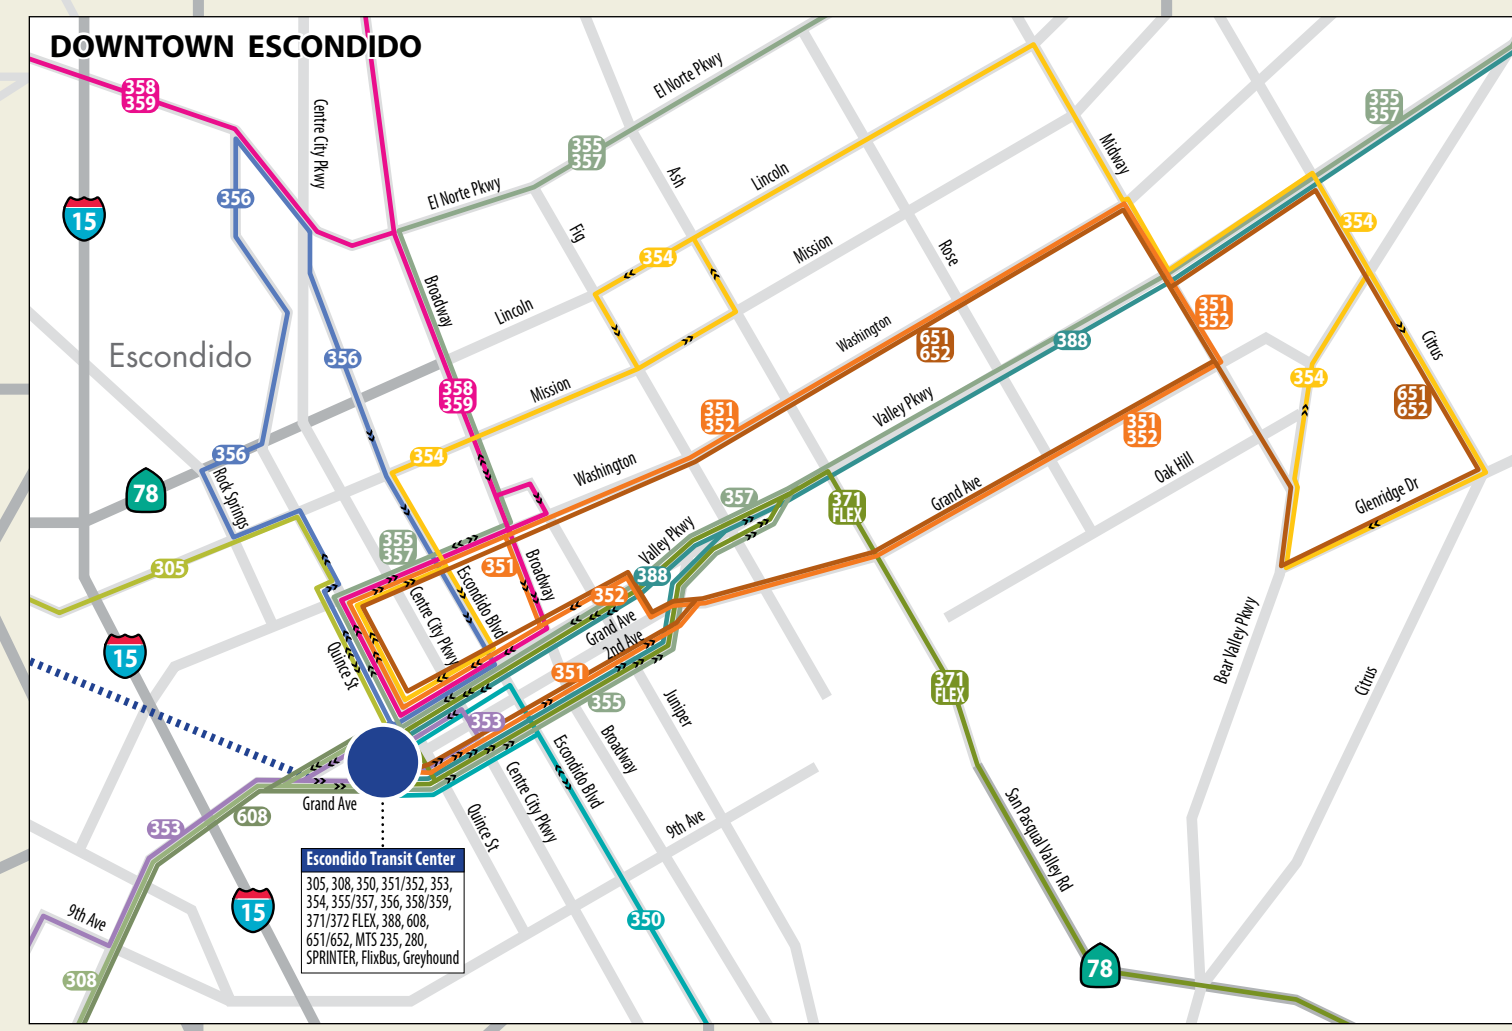 DOWNTOWN ESCONDIDO
358
359
Centre City Pkwy
El Norte Pkwy
355
357
355
357
Midway
Ash
Lincoln
El Norte Pkwy
356
15
Fig
354
354
Mission
Rose
Broadway
Lincoln
351
352
Washington
651
652
388
Citrus
Escondido
356
358
359
Mission
354
651
652
Valley Pkwy
351
352
351
352
356
354
Washington
Oak Hill
Rock Springs
78
Grand Ave
Glenridge Dr
357
371
FLEX
355
357
Valley Pkwy
305
351
Broadway
388
Escondido Blvd
Centre City Pkwy
352
Grand Ave
2nd Ave
Bear Valley Pkwy
15
Quince St
351
355
371
FLEX
Citrus
Juniper
353
Broadway
Escondido Blvd
Centre City Pkwy
Grand Ave
608
353
Quince St
9th Ave
San Pasqual Valley Rd
Escondido Transit Center
305, 308, 350, 351/352, 353,
354, 355/357, 356, 358/359,
371/372 FLEX, 388, 608,
651/652, MTS 235, 280,
SPRINTER, FlixBus, Greyhound
15
9th Ave
350
308
78